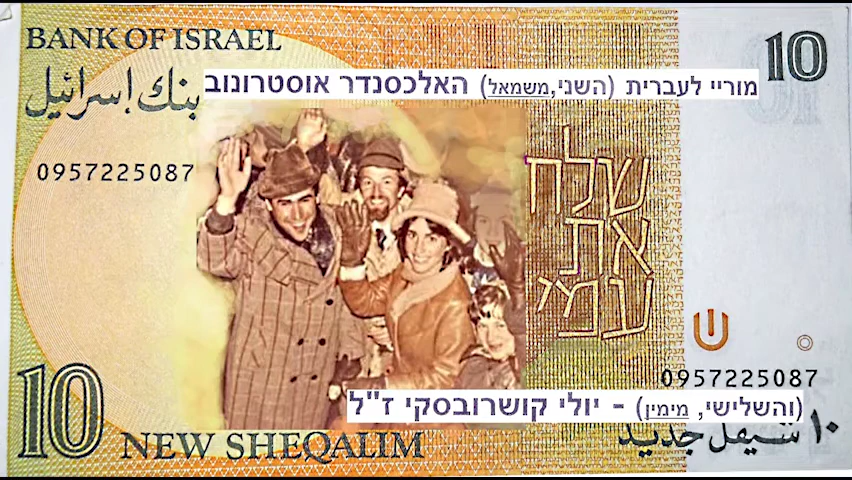 BANK OF ISRAEL
10
מוריי לעברית (השני,משמאל) האלכסנדר אוסטרונוב
بنك إسرائيل
0957225087
שלח
את
עמי
0957225087
(והשלישי, מימין) - יולי קושרובסקי ז"ל
10 NEW SHEQALIM
١٠ شيقل جديد